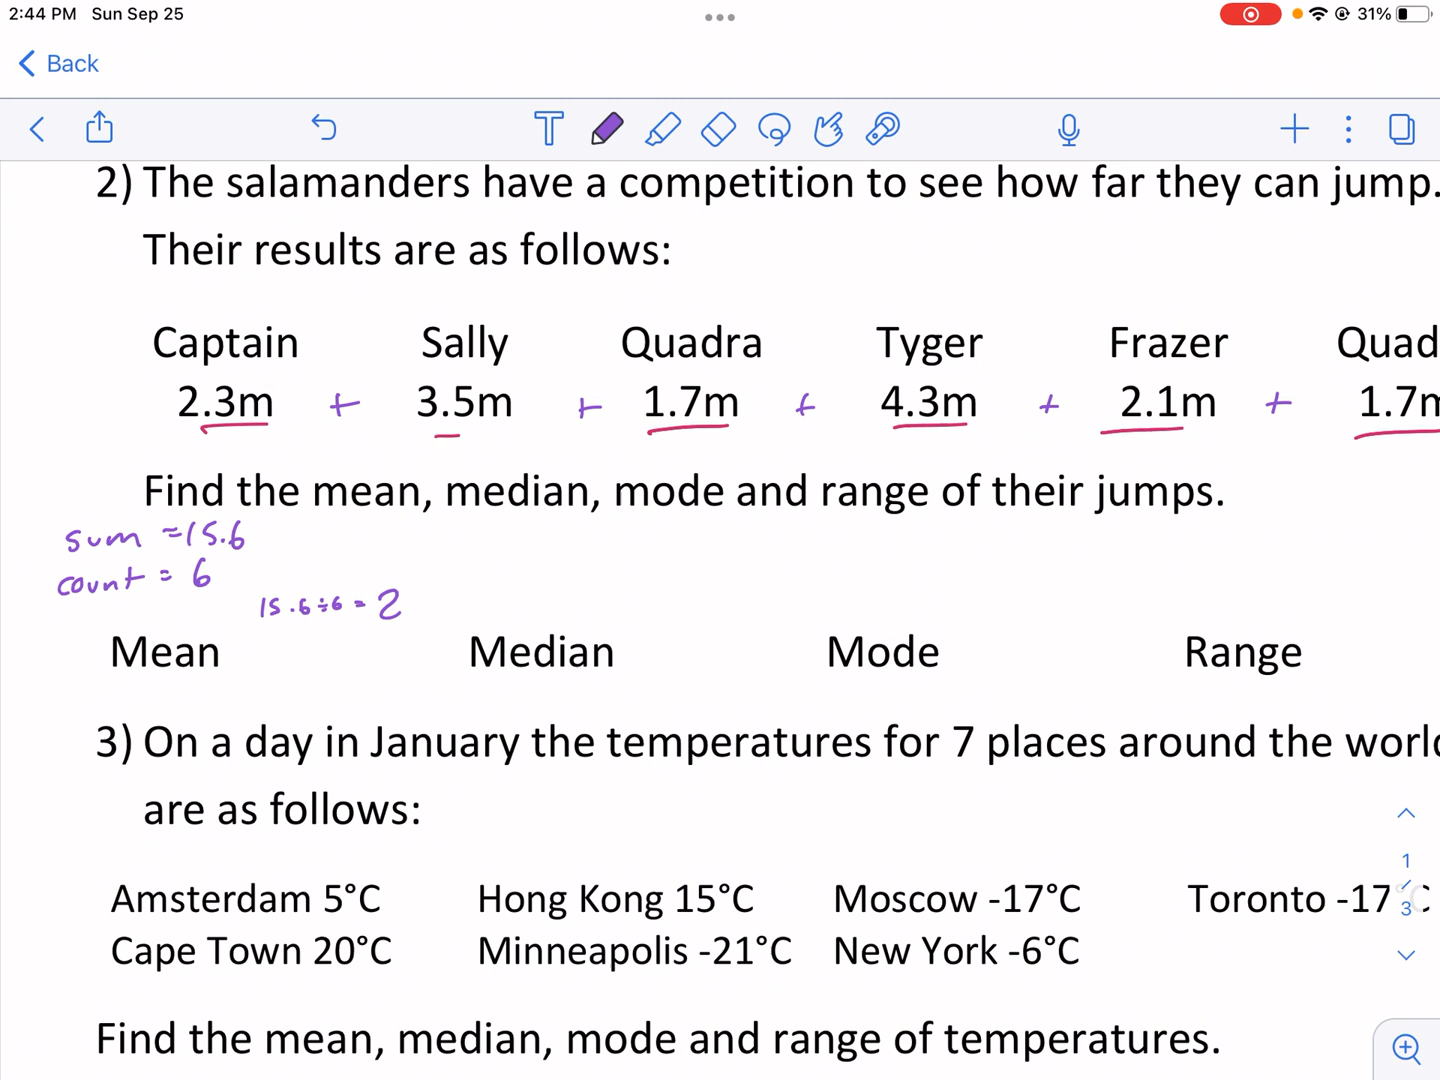 2:44 PM Sun Sep 25
31%
Back
2) The salamanders have a competition to see how far they can jump.
Their results are as follows:
Captain Sally Quadra Tyger Frazer Quad
2.3m + 3.5m + 1.7m + 4.3m + 2.1m + 1.7m
Find the mean, median, mode and range of their jumps.
sum = 15.6
count = 6
15.6 ÷ 6 = 2
Mean Median Mode Range
3) On a day in January the temperatures for 7 places around the world
are as follows:
Amsterdam 5°C Hong Kong 15°C Moscow -17°C Toronto -17°C
Cape Town 20°C Minneapolis -21°C New York -6°C
1/3
Find the mean, median, mode and range of temperatures.